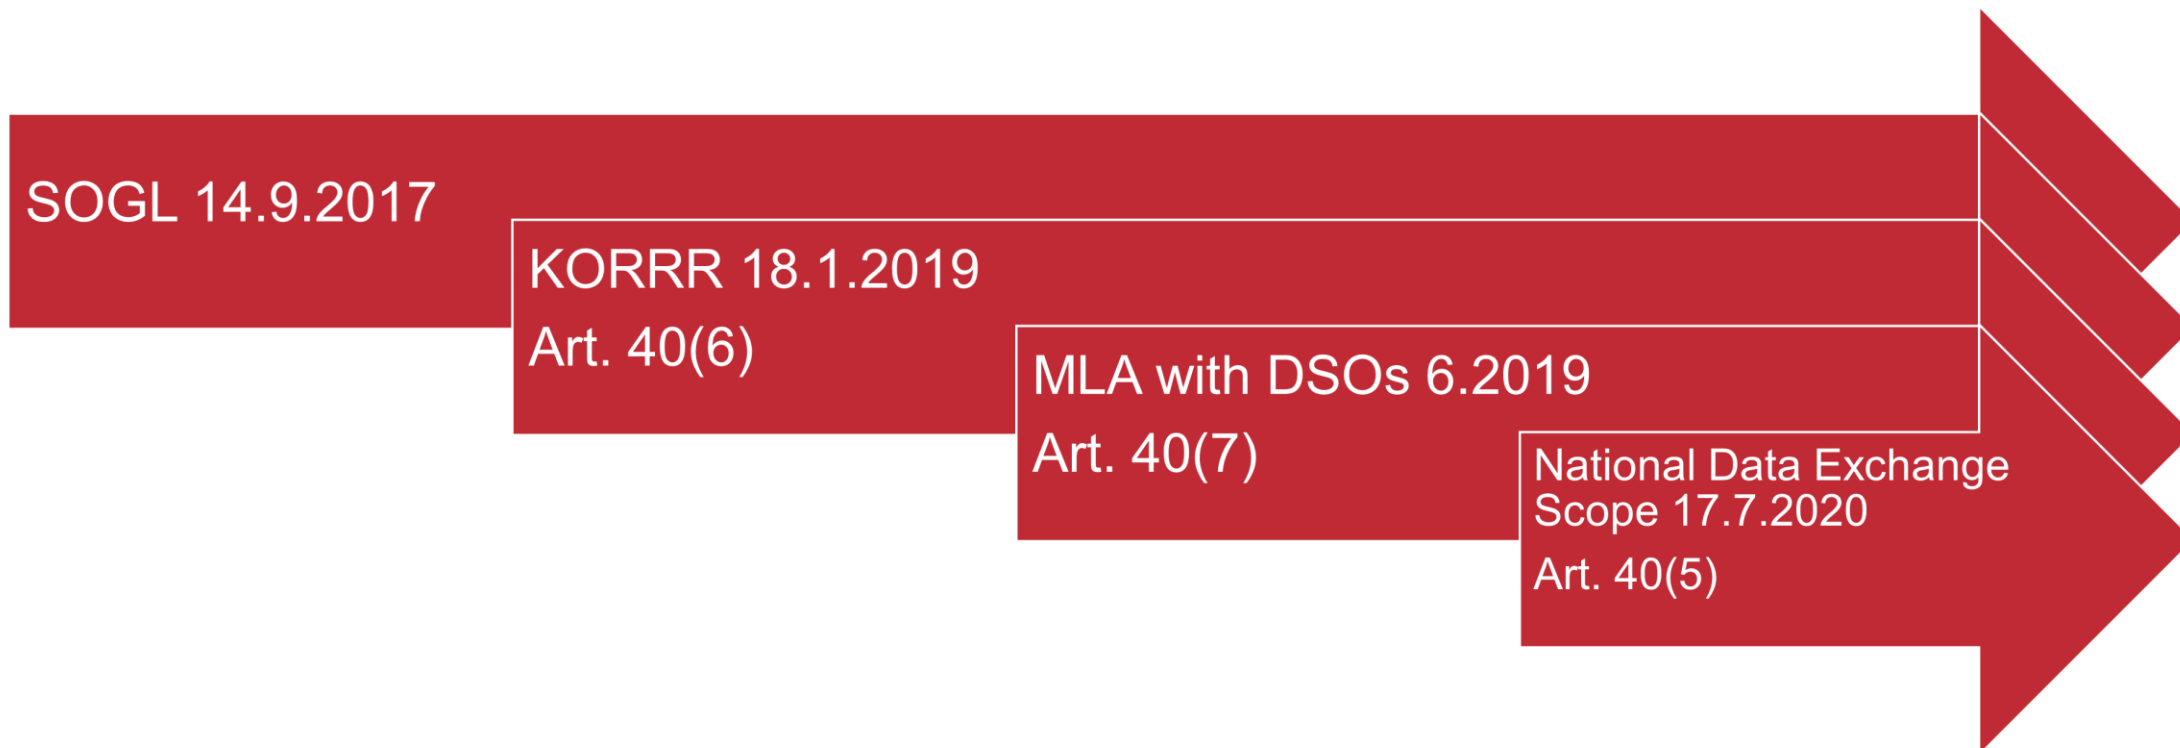 SOGL 14.9.2017
KORRR 18.1.2019
Art. 40(6)
MLA with DSOs 6.2019
Art. 40(7)
National Data Exchange
Scope 17.7.2020
Art. 40(5)